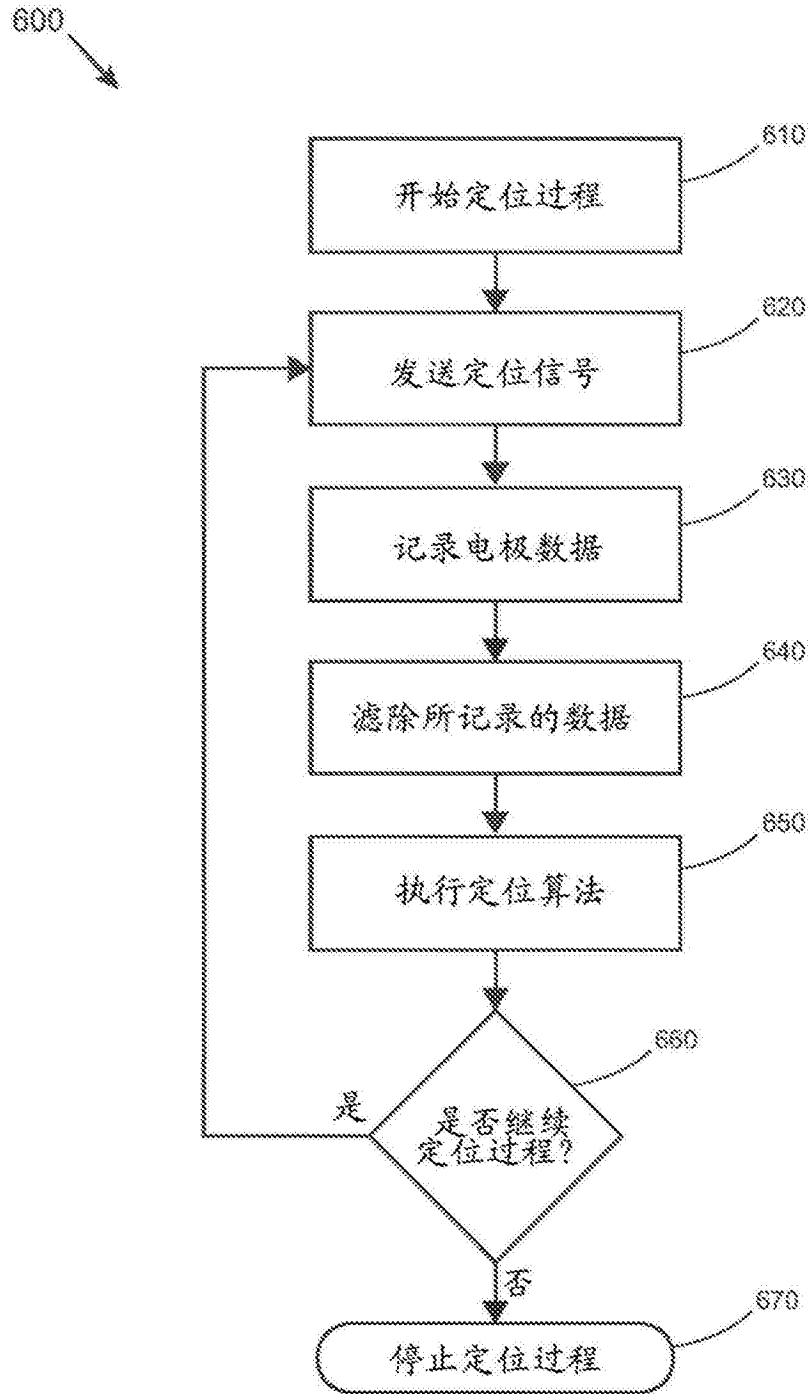 600
610
开始定位过程
620
发送定位信号
630
记录电极数据
640
滤除所记录的数据
650
执行定位算法
660
是
是否继续
定位过程?
否
670
停止定位过程